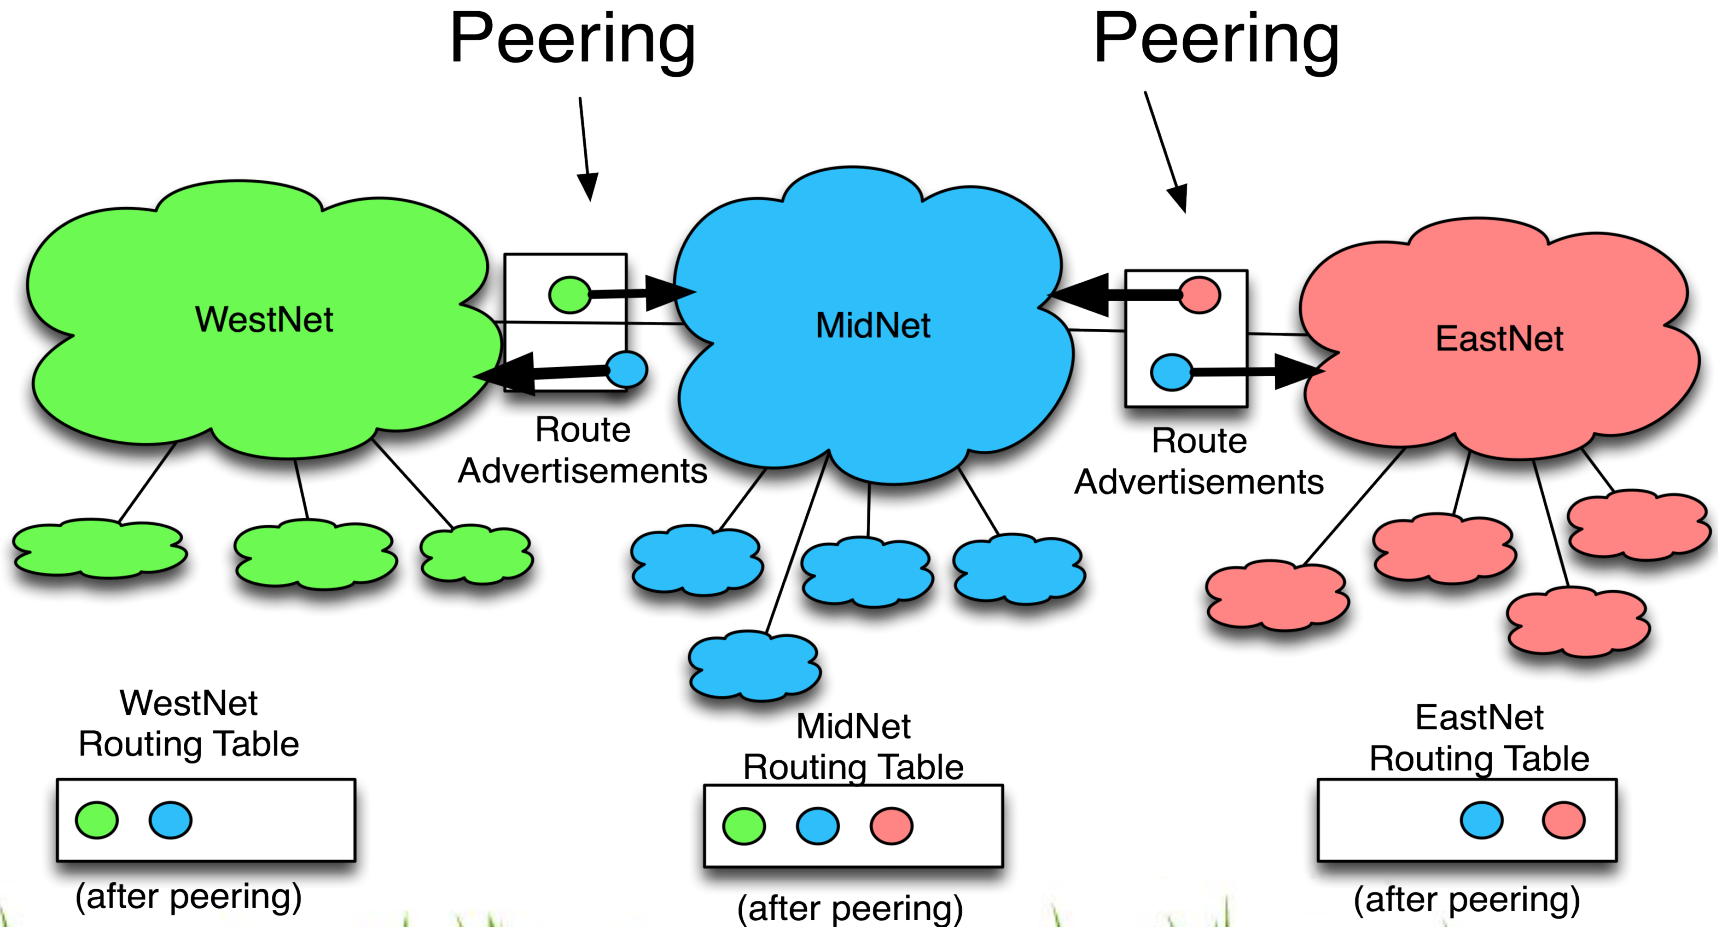 Peering
Peering
WestNet
MidNet
EastNet
Route
Advertisements
Route
Advertisements
WestNet
Routing Table
(after peering)
MidNet
Routing Table
(after peering)
EastNet
Routing Table
(after peering)